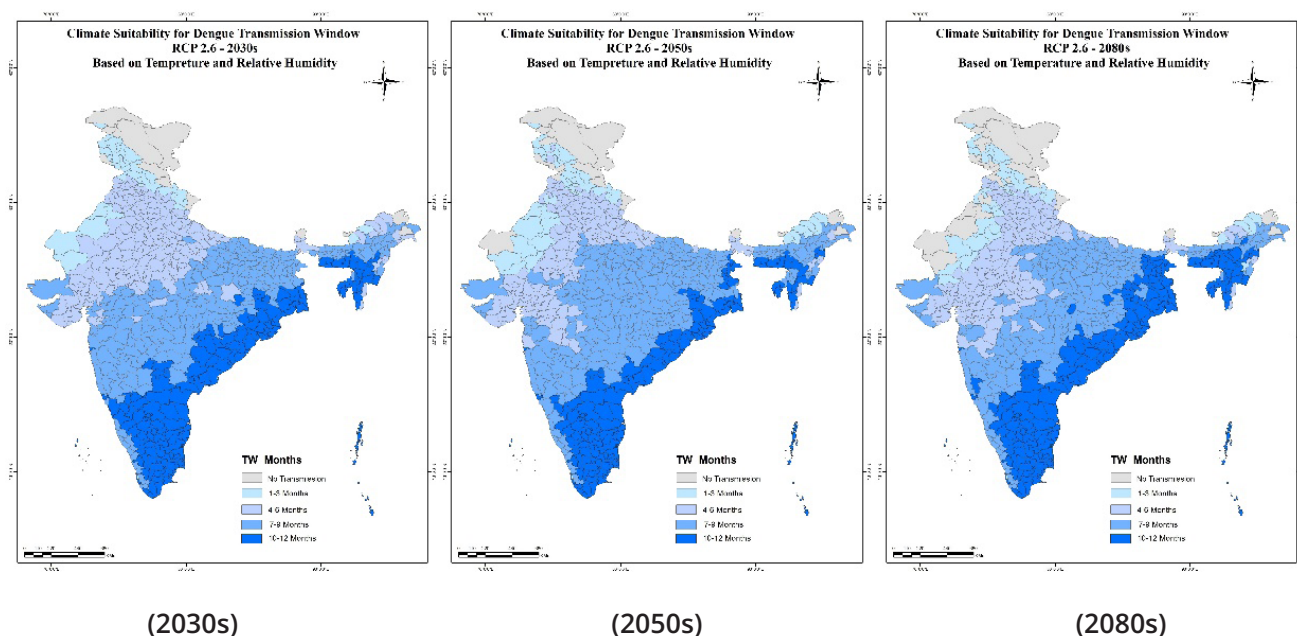 Climate Suitability for Dengue Transmission Window
RCP 2.6 - 2030s
Based on Tempreture and Relative Humidity
TW Months
No Transmission
1-3 Months
4-6 Months
7-9 Months
10-12 Months
Climate Suitability for Dengue Transmission Window
RCP 2.6 - 2050s
Based on Tempreture and Relative Humidity
TW Months
No Transmission
1-3 Months
4-6 Months
7-9 Months
10-12 Months
Climate Suitability for Dengue Transmission Window
RCP 2.6 - 2080s
Based on Temperature and Relative Humidity
TW Months
No Transmission
1-3 Months
4-6 Months
7-9 Months
10-12 Months
(2030s)
(2050s)
(2080s)